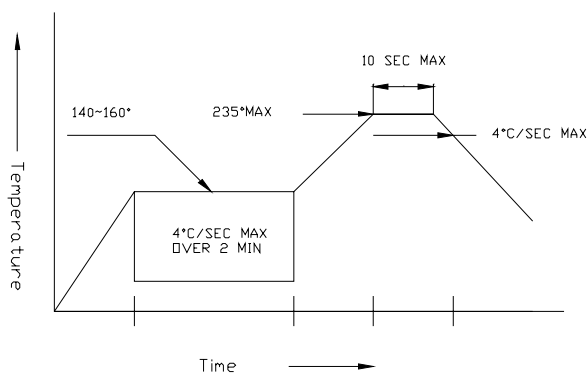 10 SEC MAX
140~160°
235°MAX
4°C/SEC MAX
Temperature
4°C/SEC MAX
OVER 2 MIN
Time